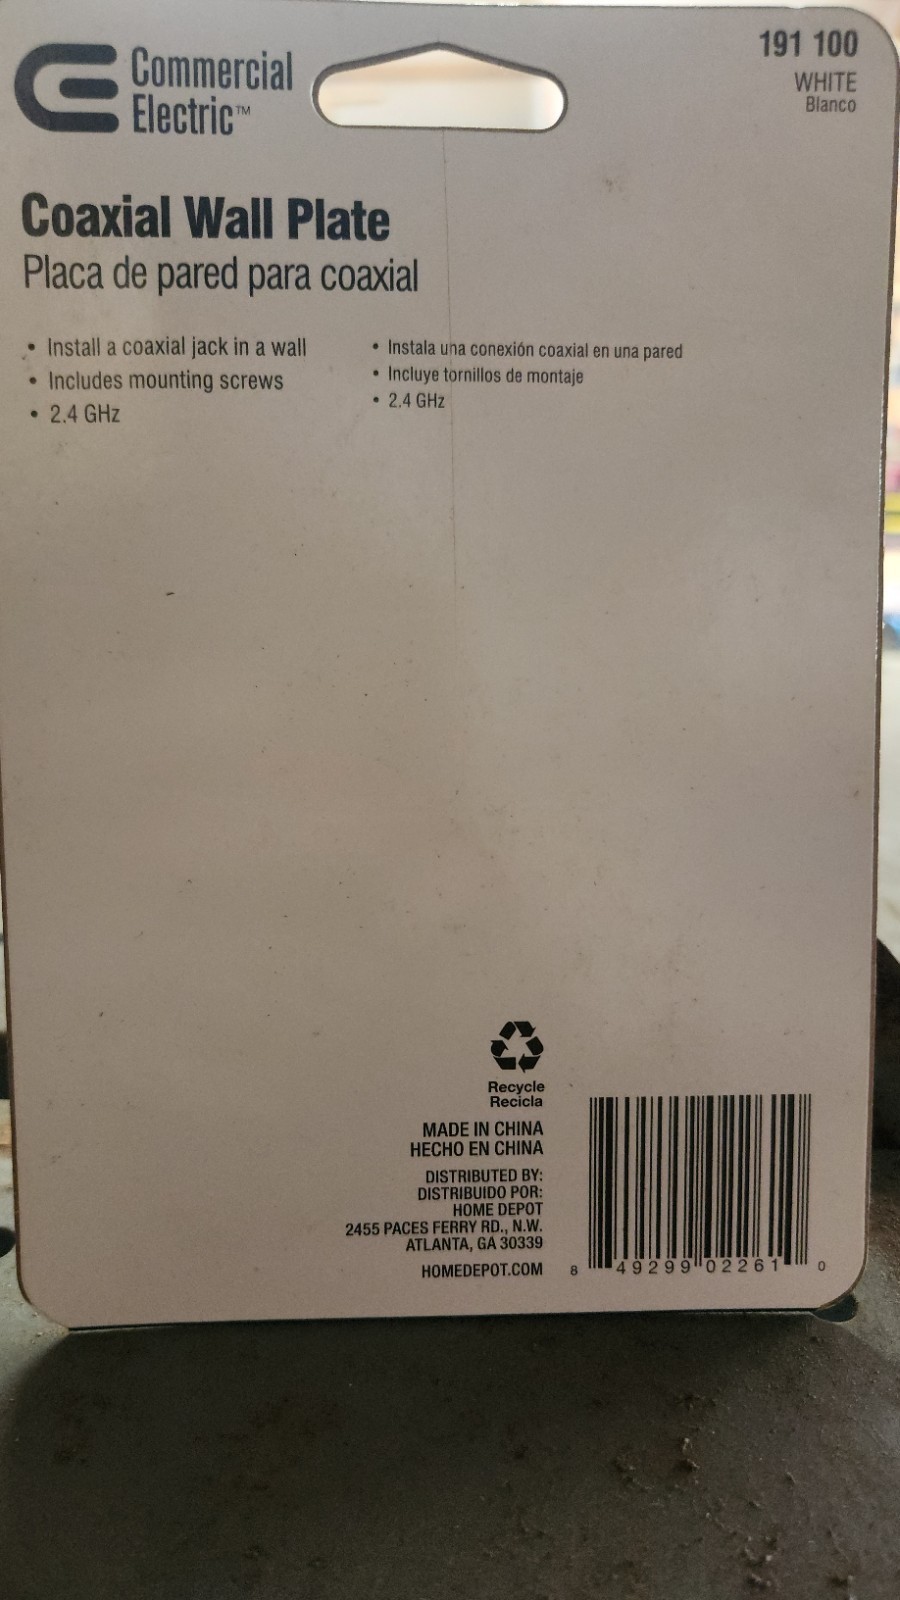 Commercial
Electric™
191 100
WHITE
Blanco
Coaxial Wall Plate
Placa de pared para coaxial
• Install a coaxial jack in a wall
• Includes mounting screws
• 2.4 GHz
• Instala una conexión coaxial en una pared
• Incluye tornillos de montaje
• 2.4 GHz
Recycle
Recicla
MADE IN CHINA
HECHO EN CHINA
DISTRIBUTED BY:
DISTRIBUIDO POR:
HOME DEPOT
2455 PACES FERRY RD., N.W.
ATLANTA, GA 30339
HOMEDEPOT.COM
8 49299 02261 0